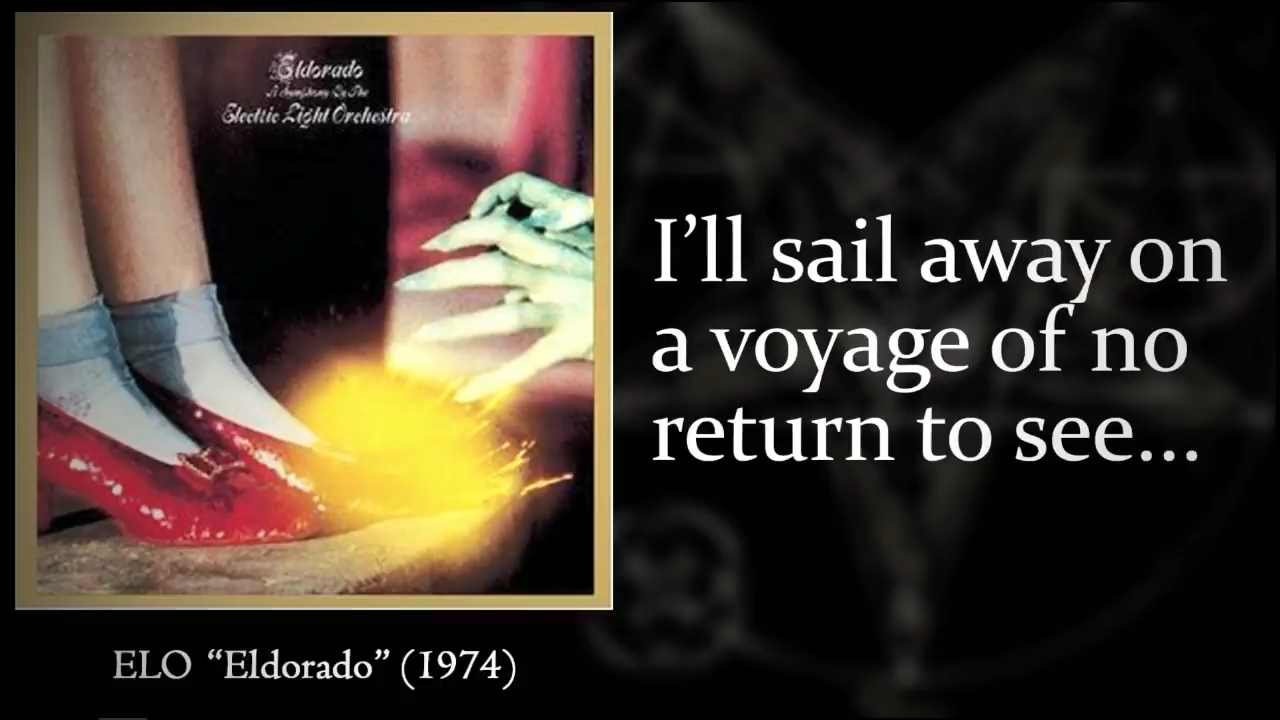 Eldorado
A Symphony By The
Electric Light Orchestra
I'll sail away on
a voyage of no
return to see...
ELO “Eldorado” (1974)